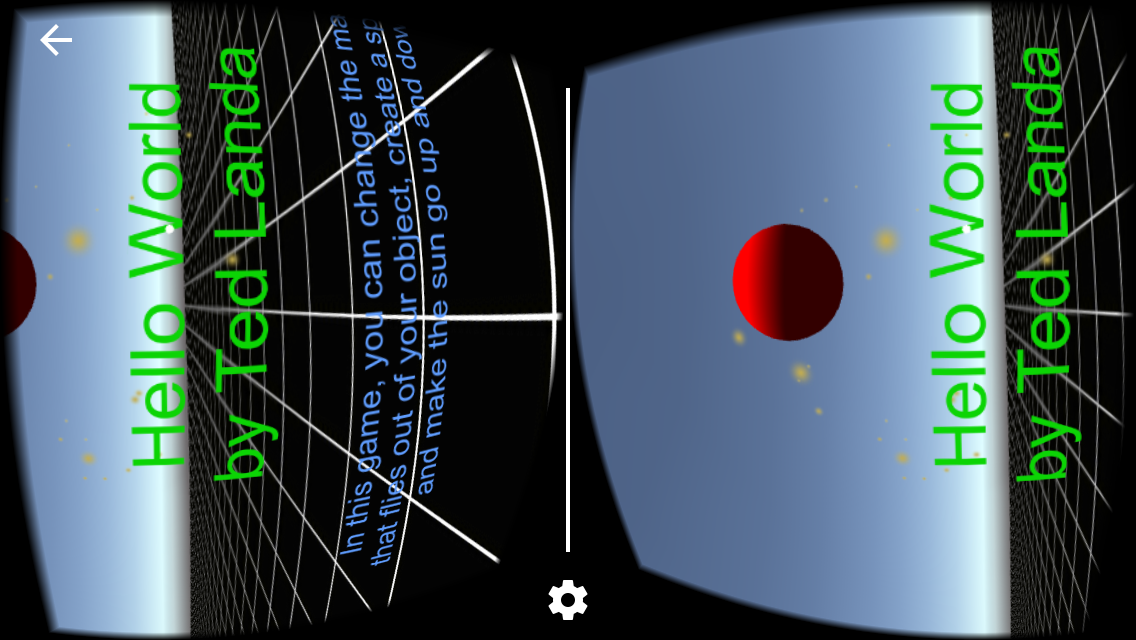 Hello World
by Ted Landa
In this game, you can change the
that flies out of your object, create a
and make the sun go up and
Hello World
by Ted Landa